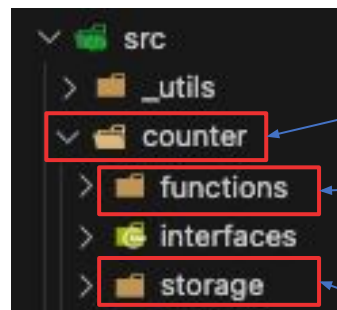 src
_utils
counter
functions
interfaces
storage